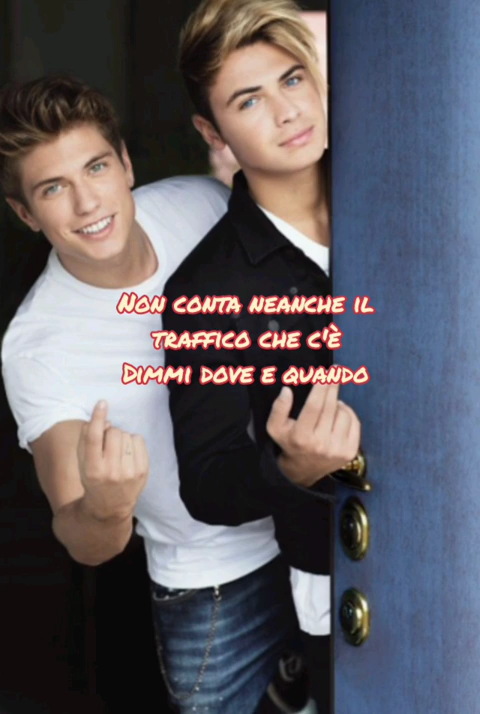 Non conta neanche il
traffico che c'è
Dimmi dove e quando